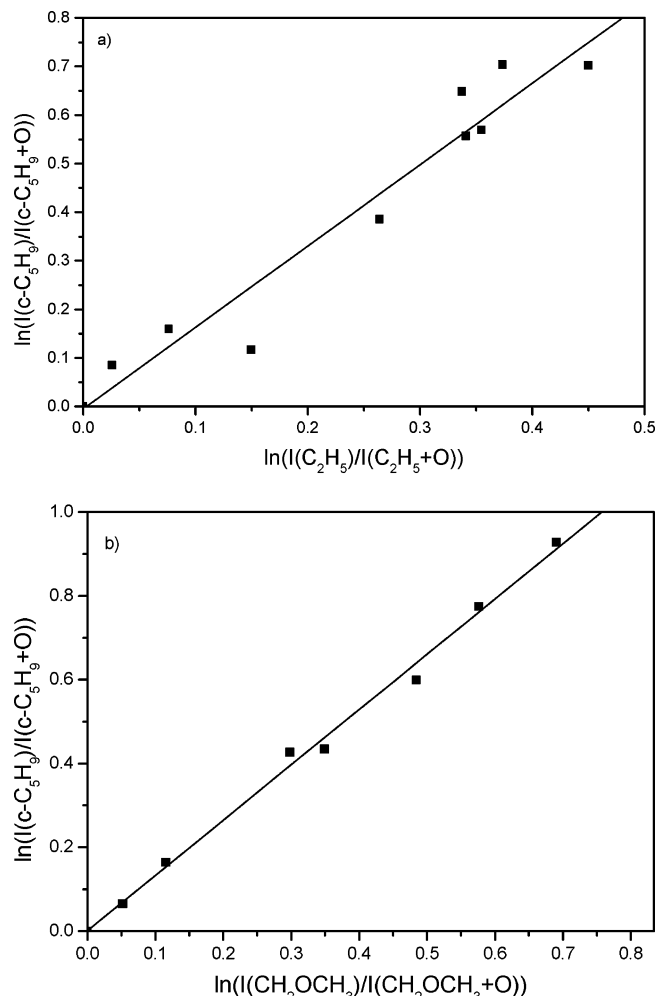 a)
ln(I(c-C₅H₉)/I(c-C₅H₉+O))
0.8
0.7
0.6
0.5
0.4
0.3
0.2
0.1
0.0
0.0 0.1 0.2 0.3 0.4 0.5
ln(I(C₂H₅)/I(C₂H₅+O))
b)
ln(I(c-C₅H₉)/I(c-C₅H₉+O))
1.0
0.8
0.6
0.4
0.2
0.0
0.0 0.1 0.2 0.3 0.4 0.5 0.6 0.7 0.8
ln(I(CH₂OCH₃)/I(CH₂OCH₃+O))